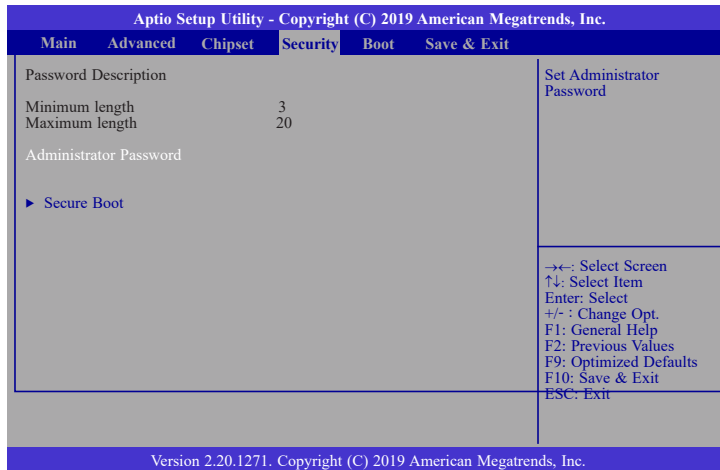 Aptio Setup Utility - Copyright (C) 2019 American Megatrends, Inc.
Main Advanced Chipset Security Boot Save & Exit
Password Description
Minimum length 3
Maximum length 20
Administrator Password
▶ Secure Boot
Set Administrator
Password
→←: Select Screen
↑↓: Select Item
Enter: Select
+/- : Change Opt.
F1: General Help
F2: Previous Values
F9: Optimized Defaults
F10: Save & Exit
ESC: Exit
Version 2.20.1271. Copyright (C) 2019 American Megatrends, Inc.